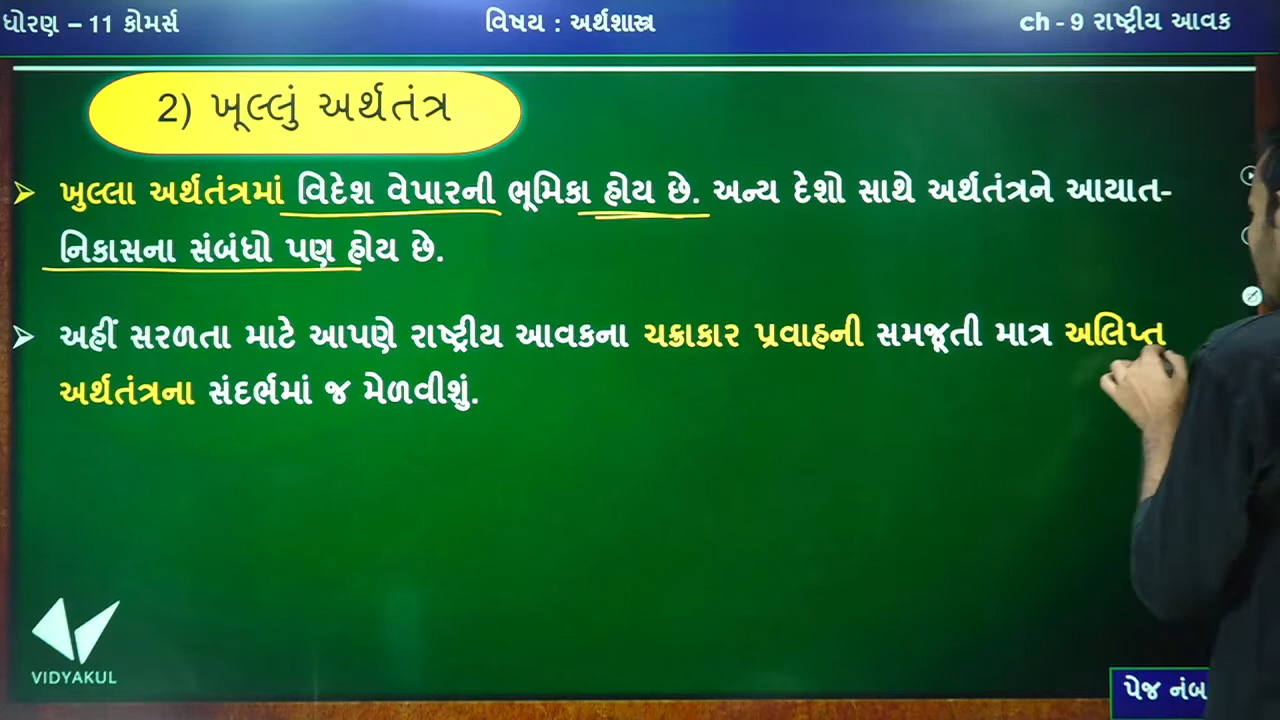 ધોરણ – 11 કોમર્સ
વિષય : અર્થશાસ્ત્ર
ch - 9 રાષ્ટ્રીય આવક
2) ખૂલ્લું અર્થતંત્ર
➢ ખુલ્લા અર્થતંત્રમાં વિદેશ વેપારની ભૂમિકા હોય છે. અન્ય દેશો સાથે અર્થતંત્રને આયાત-
નિકાસના સંબંધો પણ હોય છે.
➢ અહીં સરળતા માટે આપણે રાષ્ટ્રીય આવકના ચક્રાકાર પ્રવાહની સમજૂતી માત્ર અલિપ્ત
અર્થતંત્રના સંદર્ભમાં જ મેળવીશું.
VIDYAKUL
પેજ